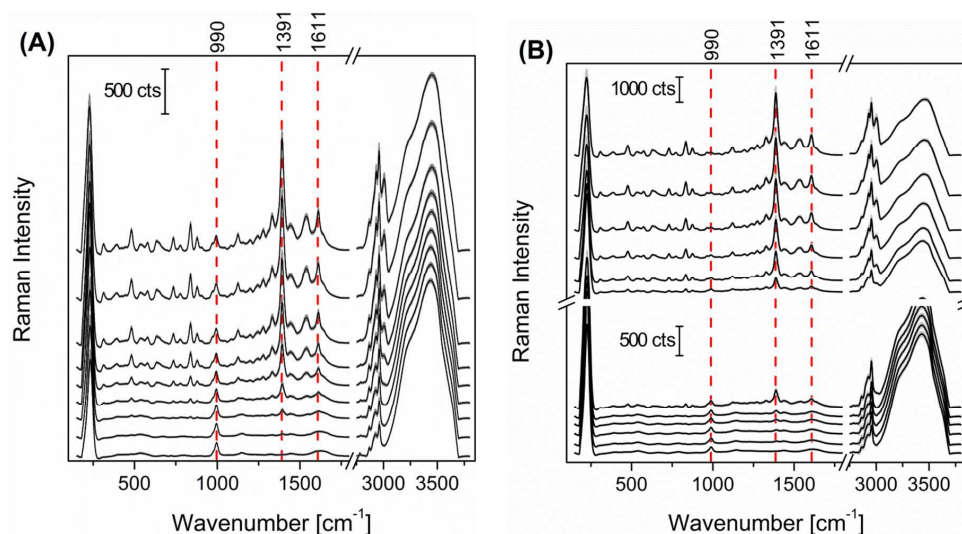 (A)
990
1391
1611
500 cts
Raman Intensity
500
1000
1500
3000
3500
Wavenumber [cm⁻¹]
(B)
990
1391
1611
1000 cts
500 cts
Raman Intensity
500
1000
1500
3000
3500
Wavenumber [cm⁻¹]